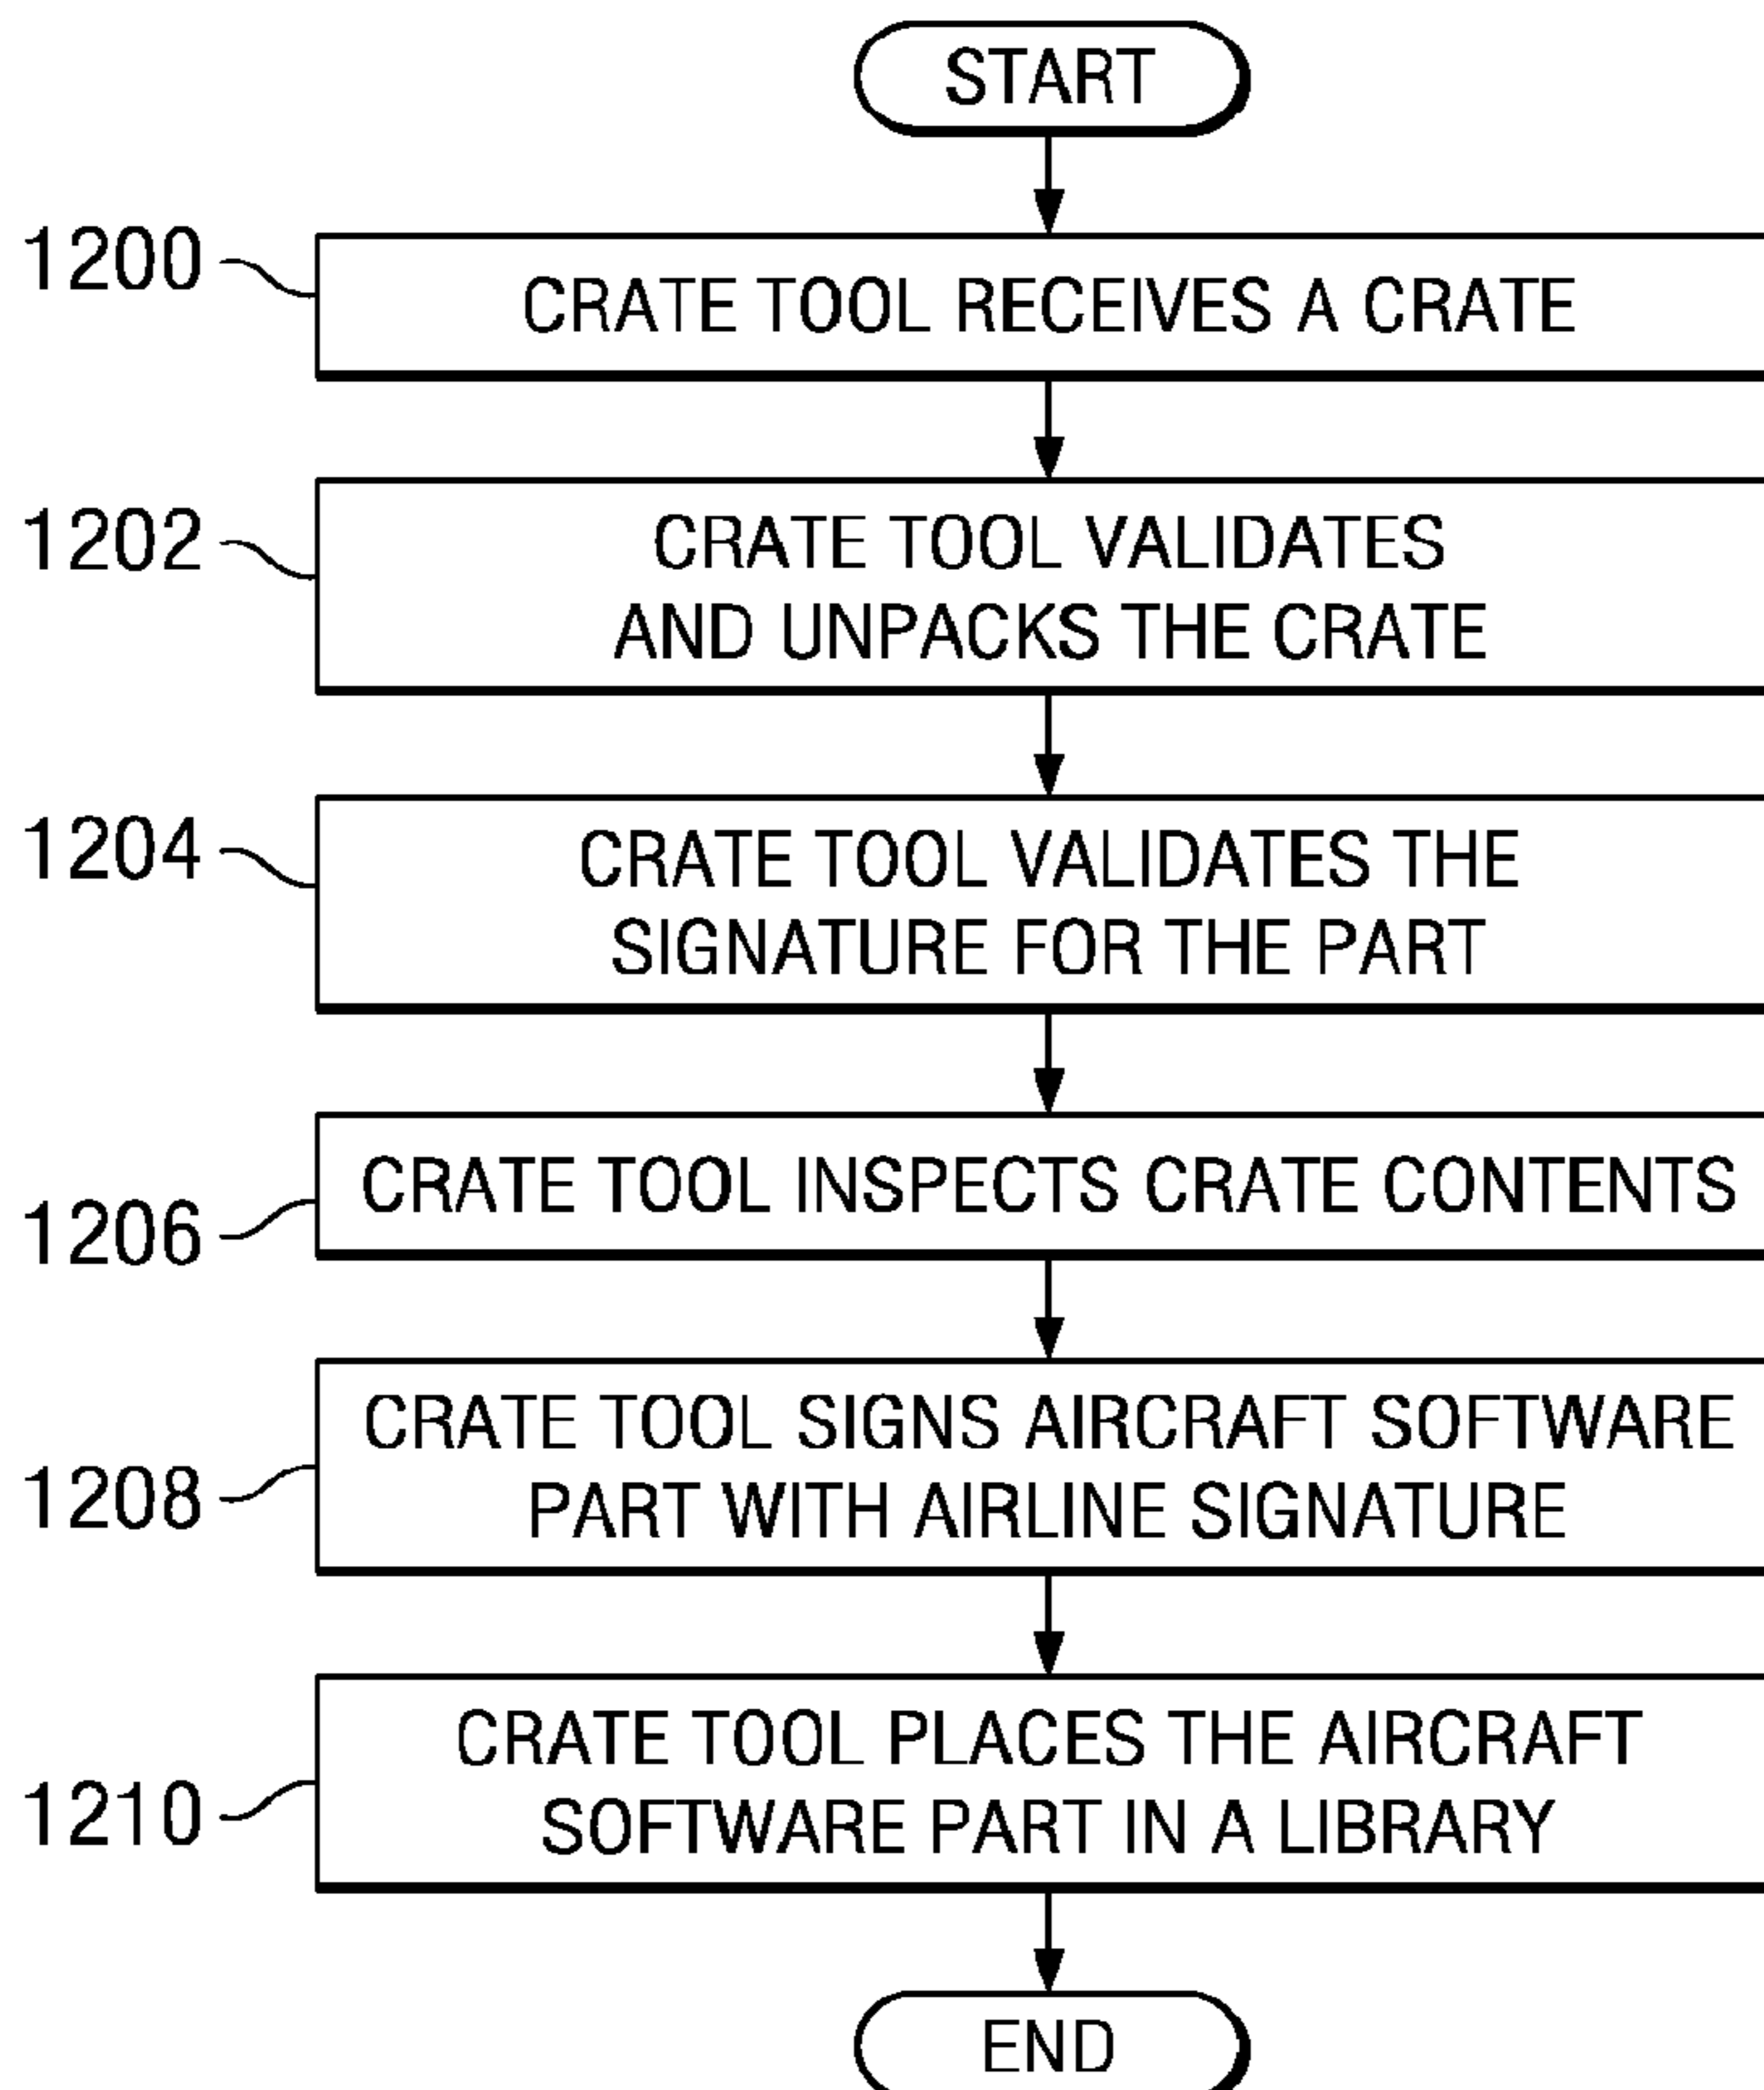 START
1200
CRATE TOOL RECEIVES A CRATE
1202
CRATE TOOL VALIDATES
AND UNPACKS THE CRATE
1204
CRATE TOOL VALIDATES THE
SIGNATURE FOR THE PART
CRATE TOOL INSPECTS CRATE CONTENTS
1206
CRATE TOOL SIGNS AIRCRAFT SOFTWARE
PART WITH AIRLINE SIGNATURE
1208
CRATE TOOL PLACES THE AIRCRAFT
SOFTWARE PART IN A LIBRARY
1210
END